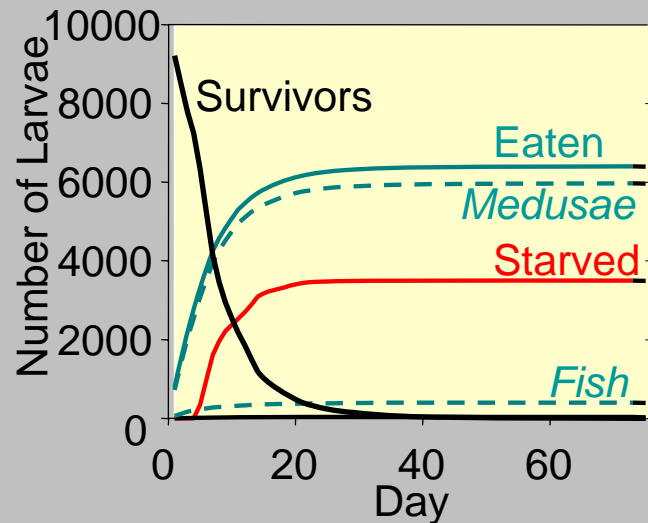 Number of Larvae
10000
8000
6000
4000
2000
0
Survivors
Eaten
Medusae
Starved
Fish
0 20 40 60
Day